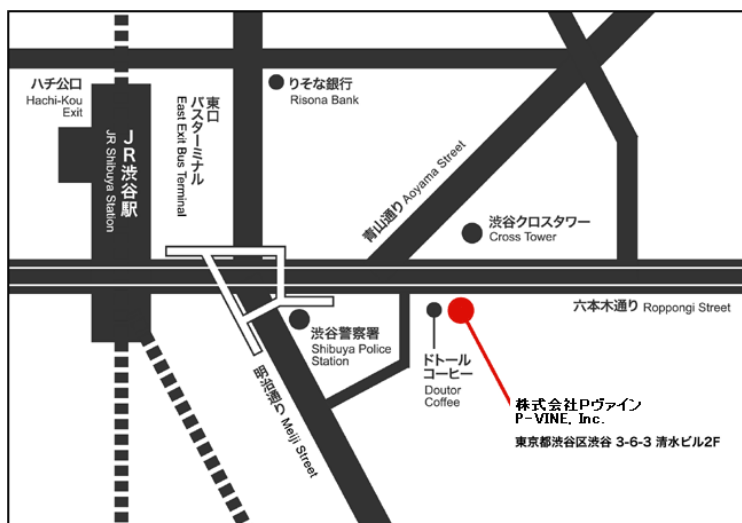 ハチ公口
Hachi-Kou
Exit
JR渋谷駅
JR Shibuya Station
東口
バスターミナル
East Exit Bus Terminal
りそな銀行
Risona Bank
青山通り Aoyama Street
渋谷クロスタワー
Cross Tower
六本木通り Roppongi Street
渋谷警察署
Shibuya Police
Station
明治通り Meiji Street
ドトール
コーヒー
Doutor
Coffee
株式会社Pヴァイン
P-VINE, Inc.
東京都渋谷区渋谷 3-6-3 清水ビル2F